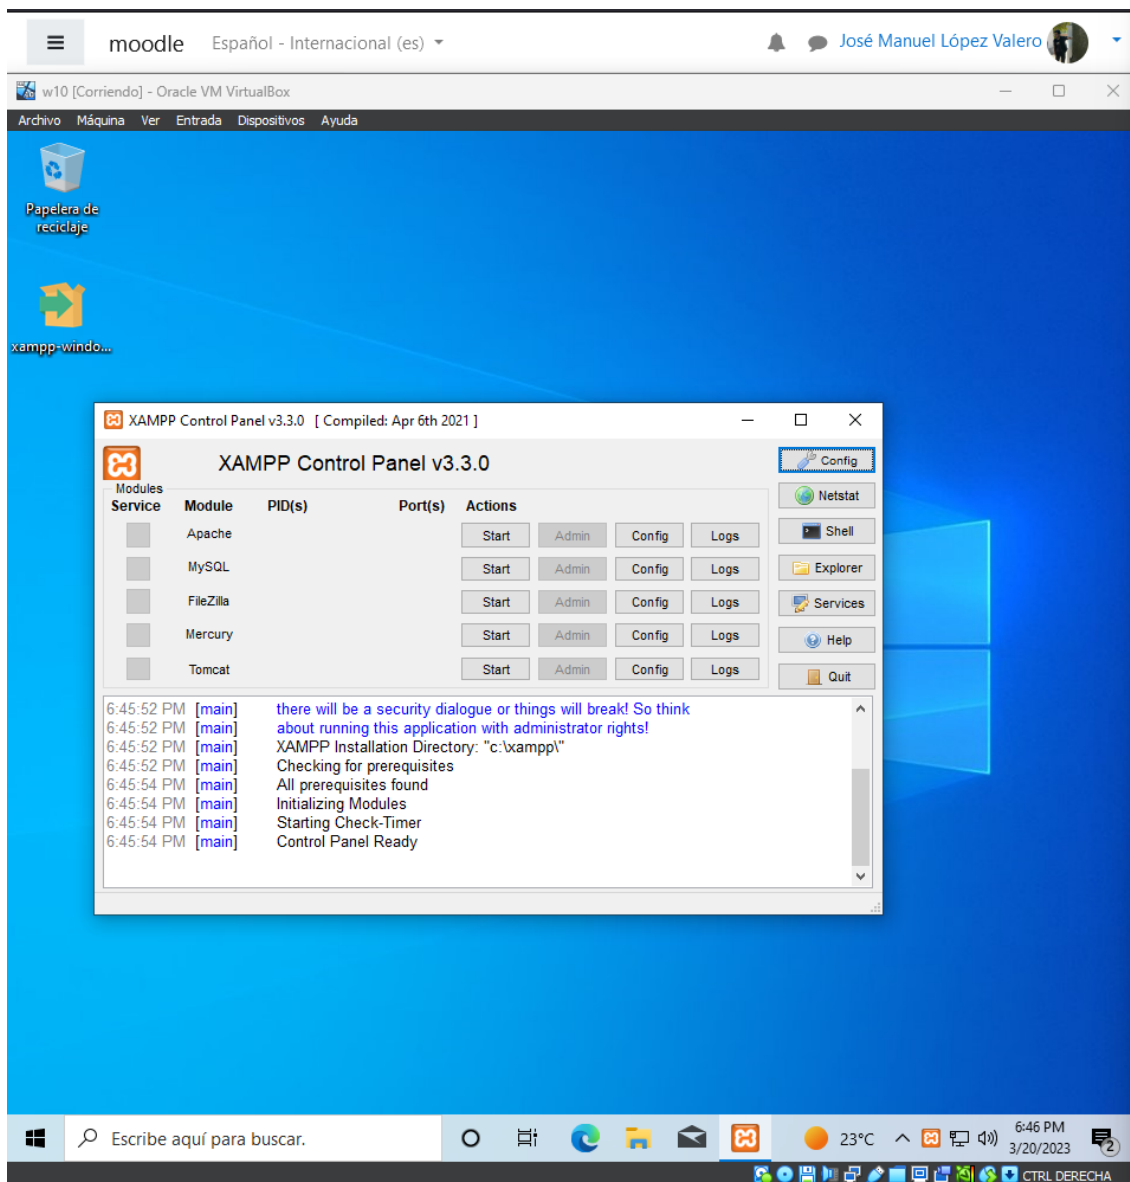 moodle Español - Internacional (es) José Manuel López Valero
w10 [Corriendo] - Oracle VM VirtualBox
Archivo Máquina Ver Entrada Dispositivos Ayuda
Papelera de
reciclaje
xampp-windo...
XAMPP Control Panel v3.3.0 [ Compiled: Apr 6th 2021 ]
XAMPP Control Panel v3.3.0
Config
Modules
Service Module PID(s) Port(s) Actions
Netstat
Apache Start Admin Config Logs
Shell
MySQL Start Admin Config Logs
Explorer
FileZilla Start Admin Config Logs
Services
Mercury Start Admin Config Logs
Help
Tomcat Start Admin Config Logs
Quit
6:45:52 PM [main] there will be a security dialogue or things will break! So think
6:45:52 PM [main] about running this application with administrator rights!
6:45:52 PM [main] XAMPP Installation Directory: "c:\xampp\"
6:45:52 PM [main] Checking for prerequisites
6:45:54 PM [main] All prerequisites found
6:45:54 PM [main] Initializing Modules
6:45:54 PM [main] Starting Check-Timer
6:45:54 PM [main] Control Panel Ready
Escribe aquí para buscar.
23°C
6:46 PM
3/20/2023
2
CTRL DERECHA